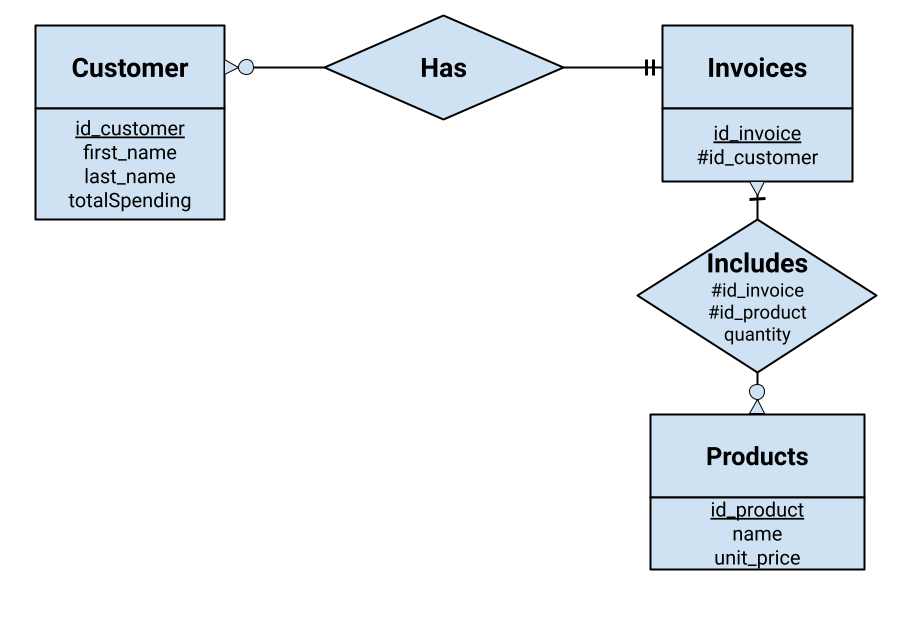 Customer
id_customer
first_name
last_name
totalSpending
Has
Invoices
id_invoice
#id_customer
Includes
#id_invoice
#id_product
quantity
Products
id_product
name
unit_price